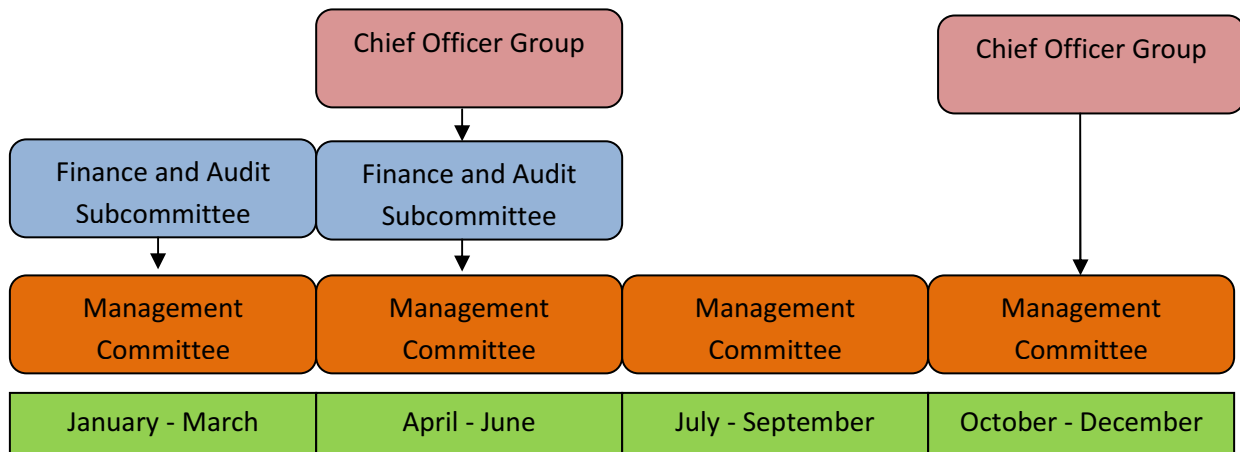 Chief Officer Group
Chief Officer Group
Finance and Audit
Subcommittee
Finance and Audit
Subcommittee
Management
Committee
Management
Committee
Management
Committee
Management
Committee
January - March
April - June
July - September
October - December